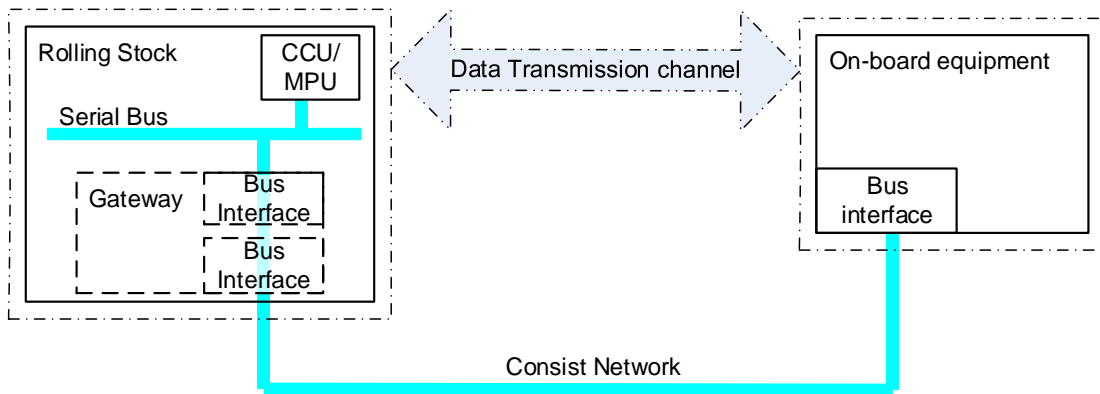 Rolling Stock
CCU/
MPU
Data Transmission channel
On-board equipment
Serial Bus
Gateway
Bus
Interface
Bus
Interface
Bus
interface
Consist Network